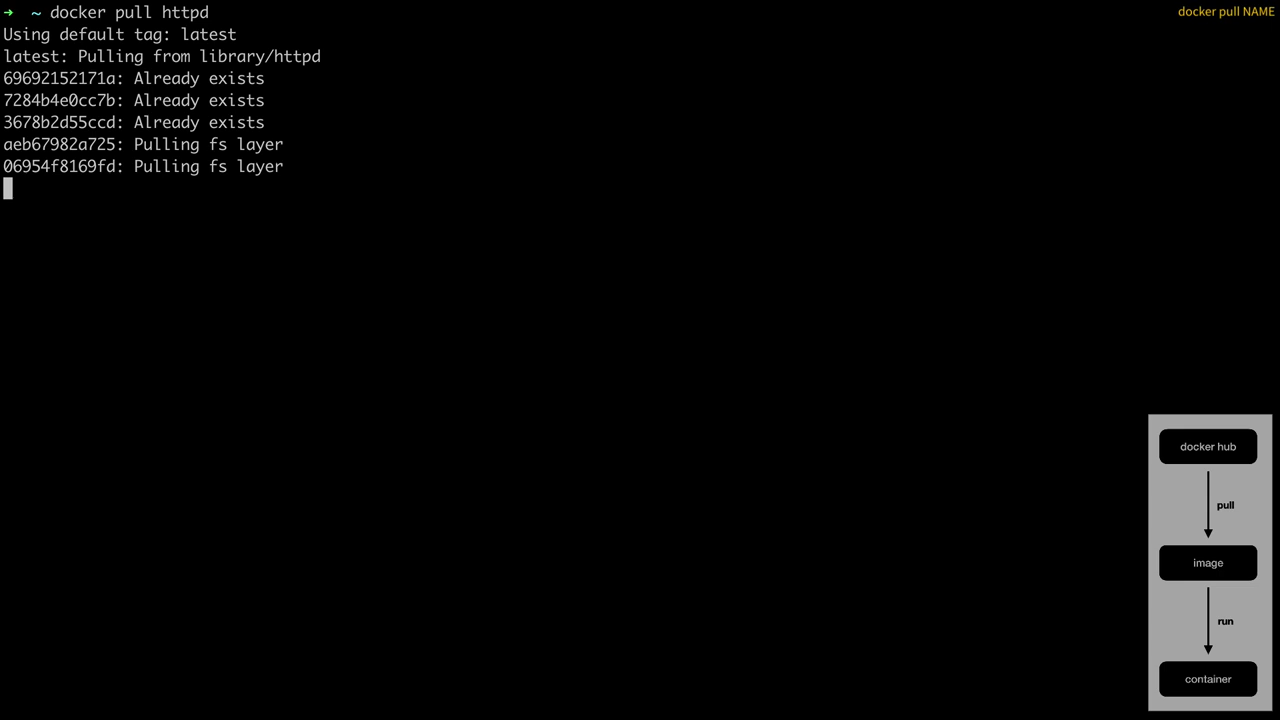 ➜  ~ docker pull httpd
docker pull NAME
Using default tag: latest
latest: Pulling from library/httpd
69692152171a: Already exists
7284b4e0cc7b: Already exists
3678b2d55ccd: Already exists
aeb67982a725: Pulling fs layer
06954f8169fd: Pulling fs layer
docker hub
pull
image
run
container